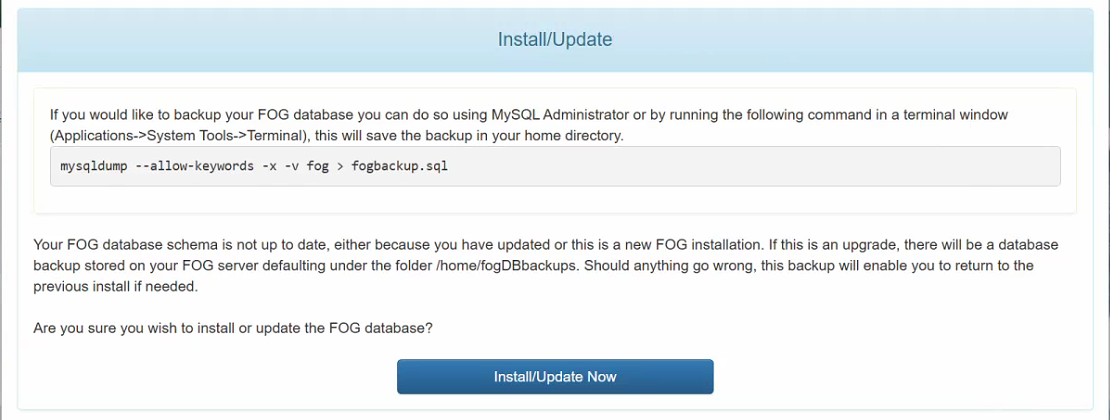 Install/Update
If you would like to backup your FOG database you can do so using MySQL Administrator or by running the following command in a terminal window
(Applications->System Tools->Terminal), this will save the backup in your home directory.
mysqldump --allow-keywords -x -v fog > fogbackup.sql
Your FOG database schema is not up to date, either because you have updated or this is a new FOG installation. If this is an upgrade, there will be a database
backup stored on your FOG server defaulting under the folder /home/fogDBbackups. Should anything go wrong, this backup will enable you to return to the
previous install if needed.
Are you sure you wish to install or update the FOG database?
Install/Update Now